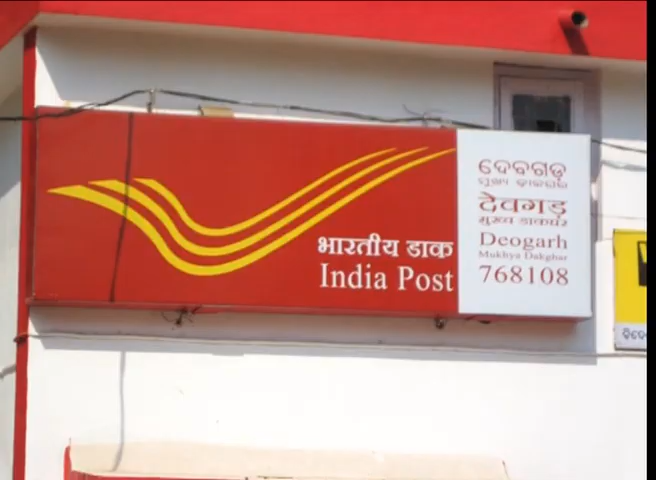 भारतीय डाक
India Post
ଦେବଗଡ଼
ମୁଖ୍ୟ ଡାକଘର
देवगड़
मुख्य डाकघर
Deogarh
Mukhya Dakghar
768108